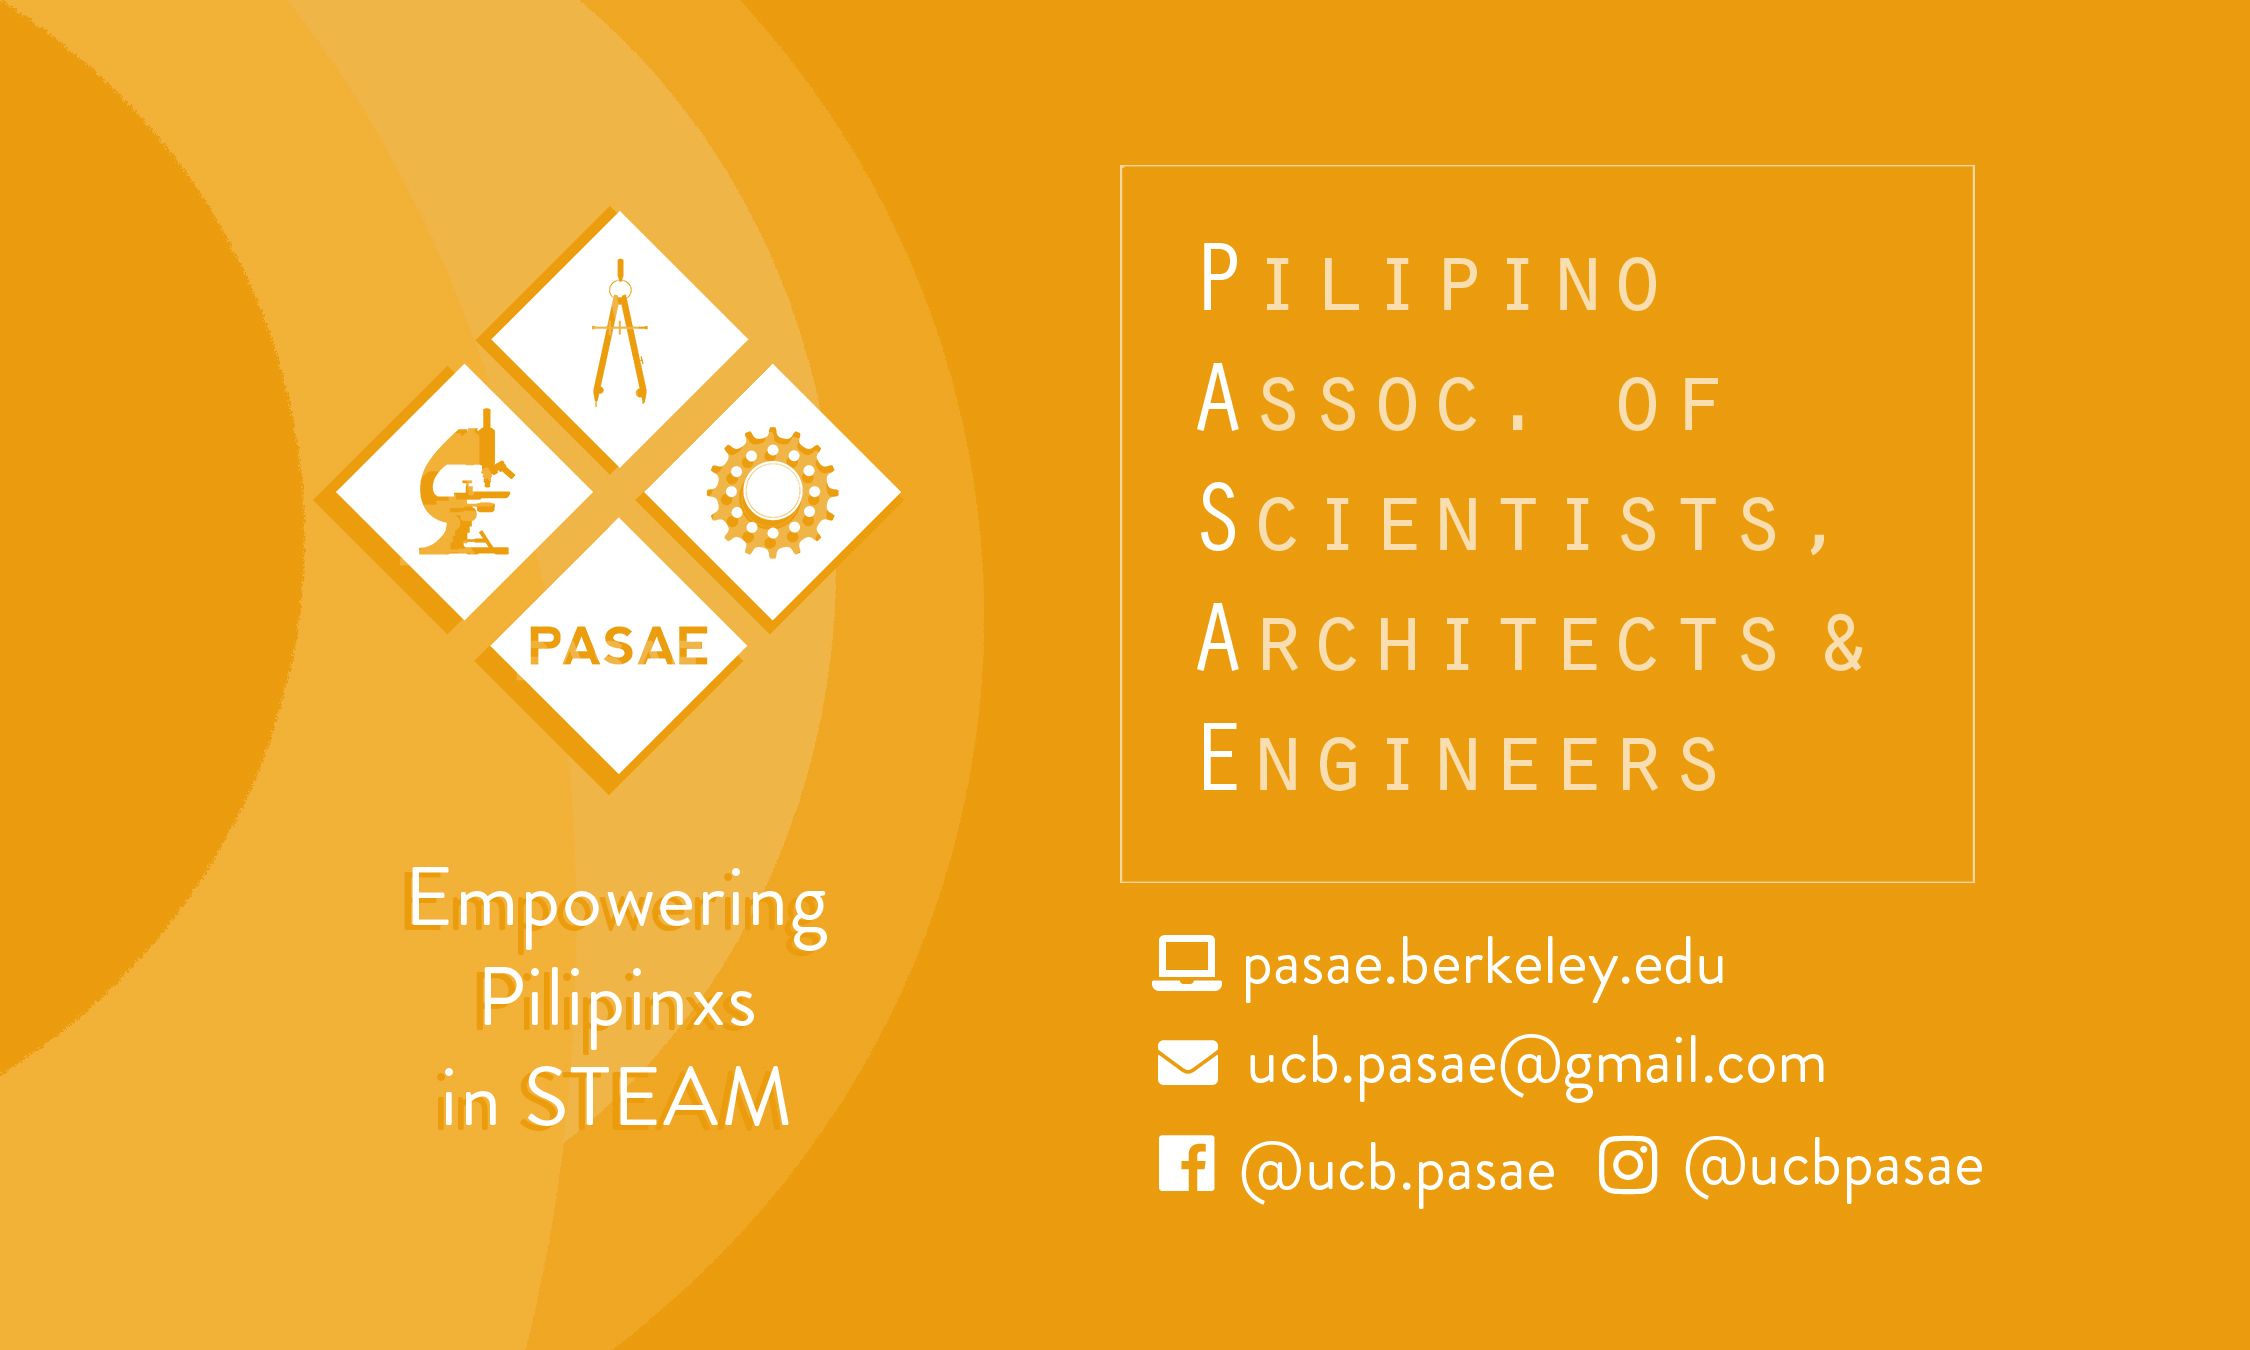 PASAE
Empowering
Pilipinxs
in STEAM
PILIPINO
ASSOC. OF
SCIENTISTS,
ARCHITECTS &
ENGINEERS
pasae.berkeley.edu
ucb.pasae@gmail.com
@ucb.pasae @ucbpasae